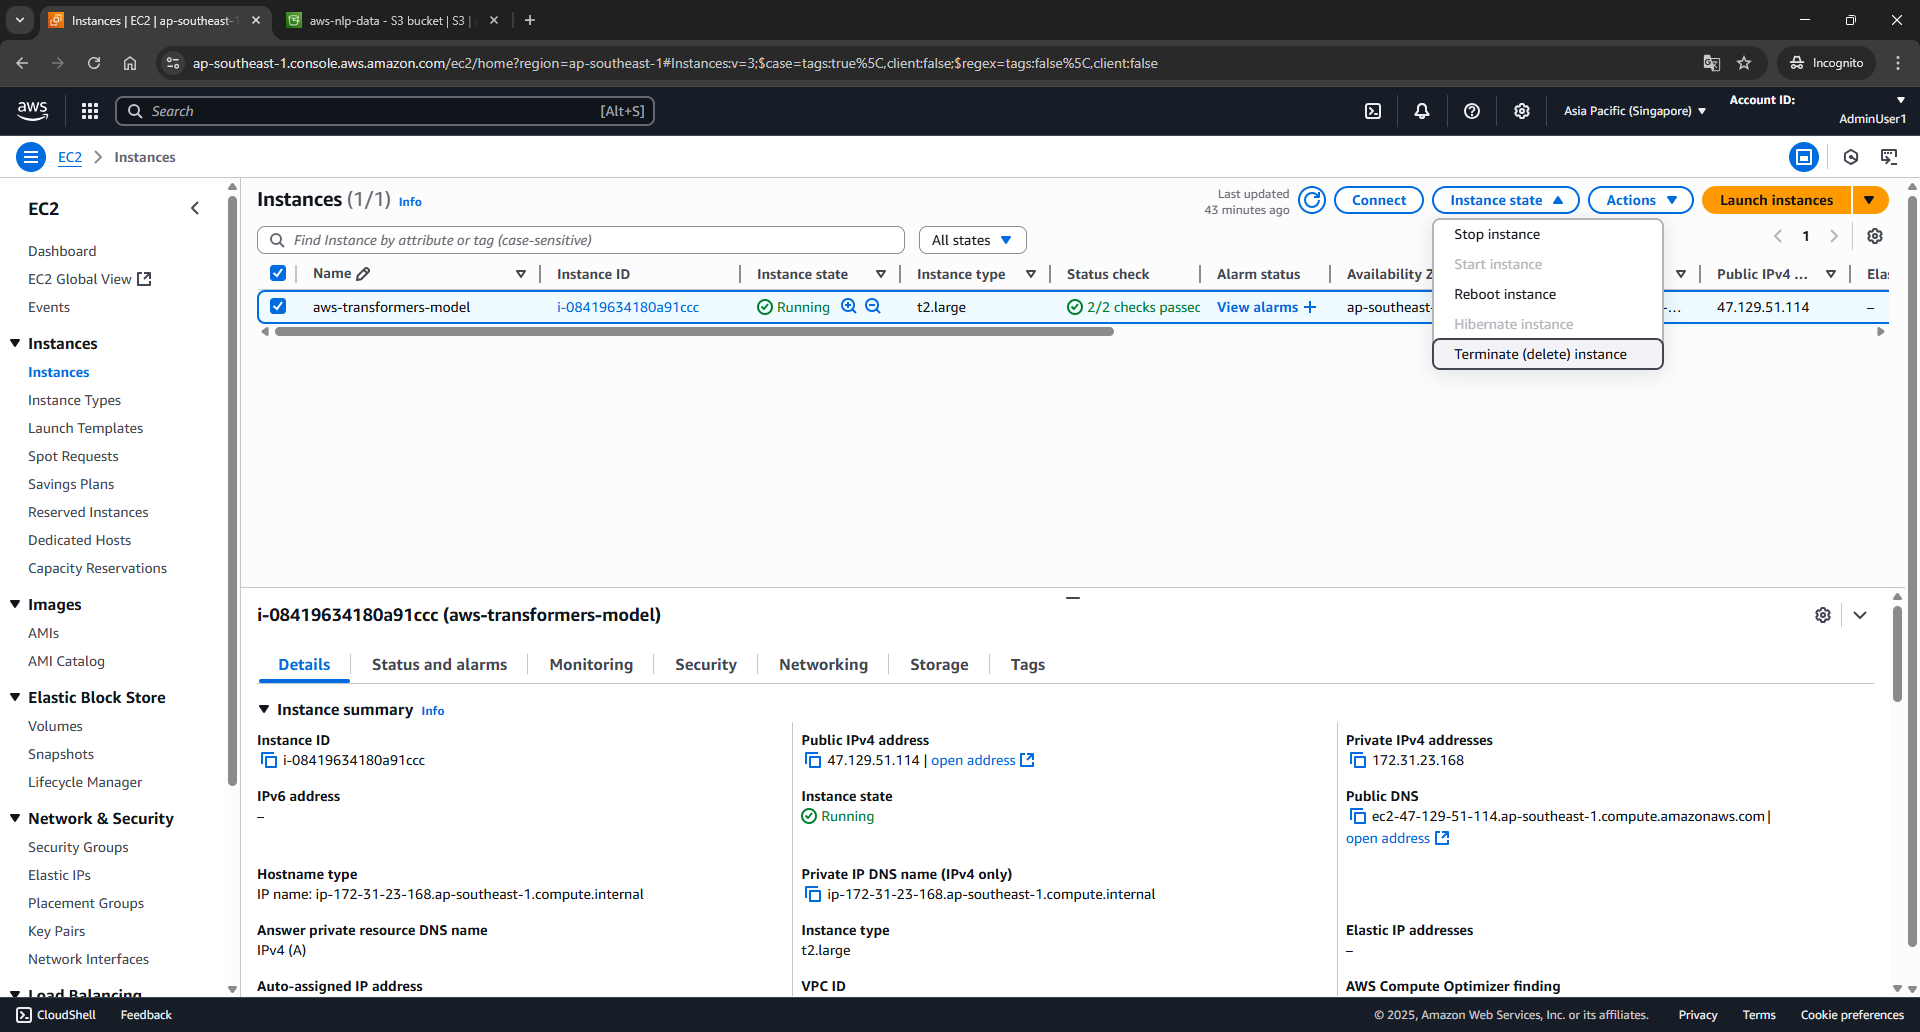 Instances | EC2 | ap-southeast-1
aws-nlp-data - S3 bucket | S3 |
ap-southeast-1.console.aws.amazon.com/ec2/home?region=ap-southeast-1#Instances:v=3;$case=tags:true%5C,client:false;$regex=tags:false%5C,client:false
Incognito
aws
Search
[Alt+S]
Asia Pacific (Singapore)
Account ID:
AdminUser1
EC2
Instances
EC2
Dashboard
EC2 Global View
Events
Instances
Instances
Instance Types
Launch Templates
Spot Requests
Savings Plans
Reserved Instances
Dedicated Hosts
Capacity Reservations
Images
AMIs
AMI Catalog
Elastic Block Store
Volumes
Snapshots
Lifecycle Manager
Network & Security
Security Groups
Elastic IPs
Placement Groups
Key Pairs
Network Interfaces
Load Balancing
Instances (1/1) Info
Last updated
43 minutes ago
Connect
Instance state
Actions
Launch instances
Find Instance by attribute or tag (case-sensitive)
All states
1
Stop instance
Start instance
Reboot instance
Hibernate instance
Terminate (delete) instance
Name
Instance ID
Instance state
Instance type
Status check
Alarm status
Availability Z
Public IPv4 ...
Ela
aws-transformers-model
i-08419634180a91ccc
Running
t2.large
2/2 checks passec
View alarms +
ap-southeast-
-...
47.129.51.114
–
i-08419634180a91ccc (aws-transformers-model)
Details
Status and alarms
Monitoring
Security
Networking
Storage
Tags
Instance summary Info
Instance ID
i-08419634180a91ccc
Public IPv4 address
47.129.51.114 | open address
Private IPv4 addresses
172.31.23.168
IPv6 address
–
Instance state
Running
Public DNS
ec2-47-129-51-114.ap-southeast-1.compute.amazonaws.com |
open address
Hostname type
IP name: ip-172-31-23-168.ap-southeast-1.compute.internal
Private IP DNS name (IPv4 only)
ip-172-31-23-168.ap-southeast-1.compute.internal
Answer private resource DNS name
IPv4 (A)
Instance type
t2.large
Elastic IP addresses
–
Auto-assigned IP address
VPC ID
AWS Compute Optimizer finding
CloudShell
Feedback
© 2025, Amazon Web Services, Inc. or its affiliates.
Privacy
Terms
Cookie preferences